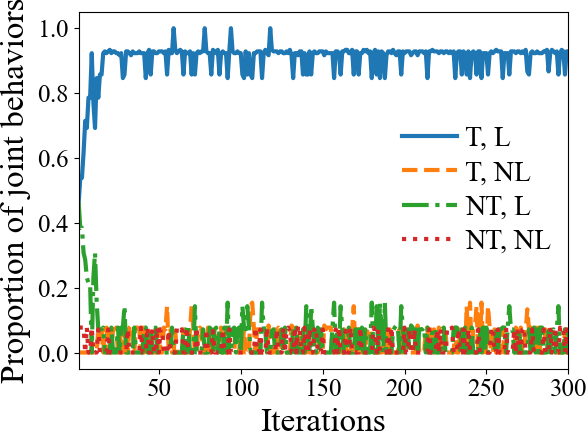 Proportion of joint behaviors
1.0
0.8
0.6
0.4
0.2
0.0
T, L
T, NL
NT, L
NT, NL
50 100 150 200 250 300
Iterations